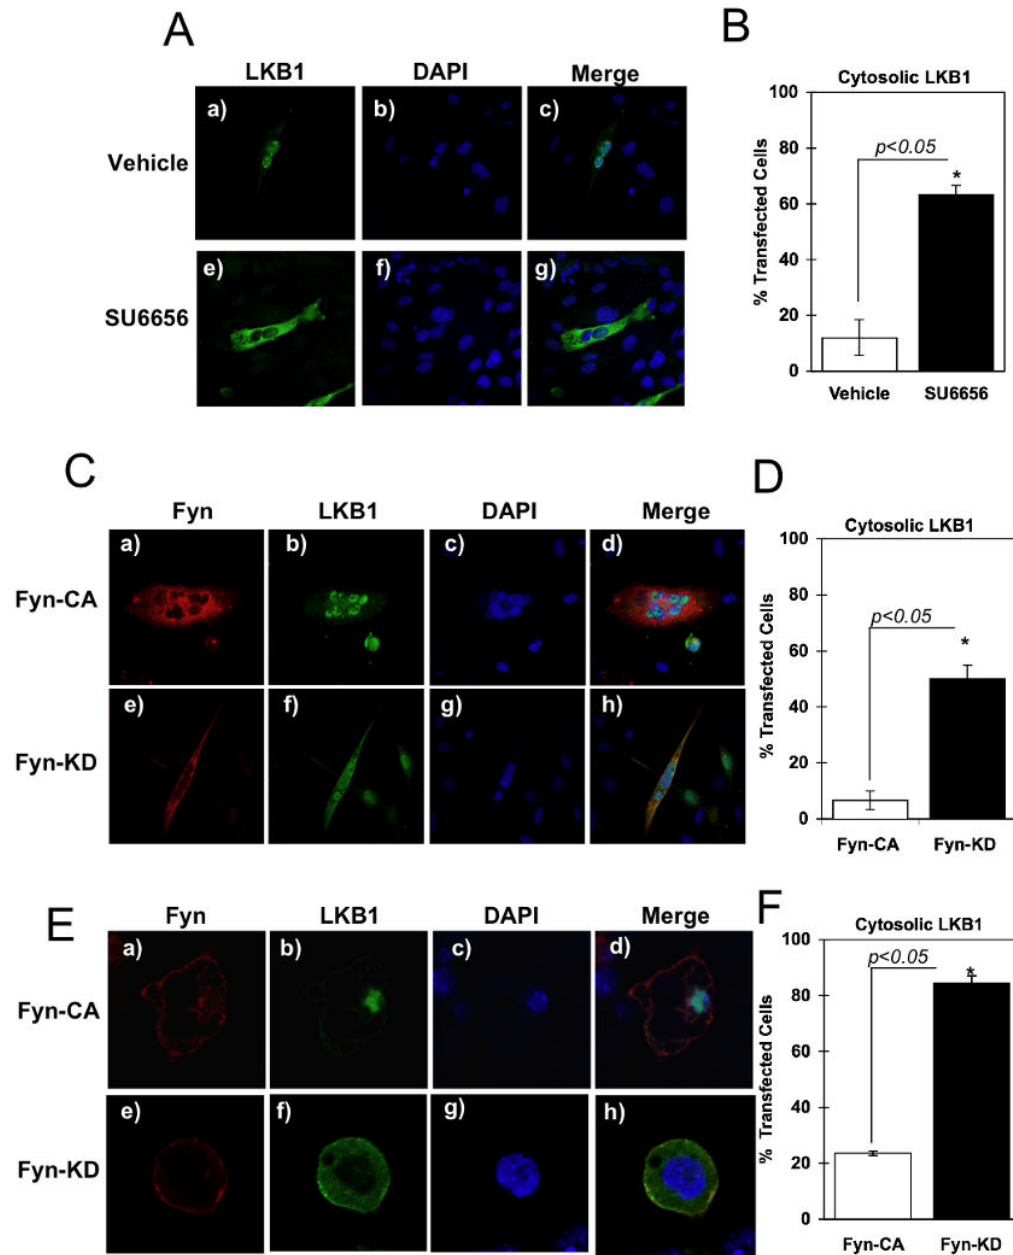 A
LKB1 DAPI Merge
a) b) c)
Vehicle
e) f) g)
SU6656
B
Cytosolic LKB1
100
80
60
40
20
0
% Transfected Cells
p<0.05
*
Vehicle SU6656
C
Fyn LKB1 DAPI Merge
a) b) c) d)
Fyn-CA
e) f) g) h)
Fyn-KD
D
Cytosolic LKB1
100
80
60
40
20
0
% Transfected Cells
p<0.05
*
Fyn-CA Fyn-KD
E
Fyn LKB1 DAPI Merge
a) b) c) d)
Fyn-CA
e) f) g) h)
Fyn-KD
F
Cytosolic LKB1
100
80
60
40
20
0
% Transfected Cells
p<0.05
*
Fyn-CA Fyn-KD